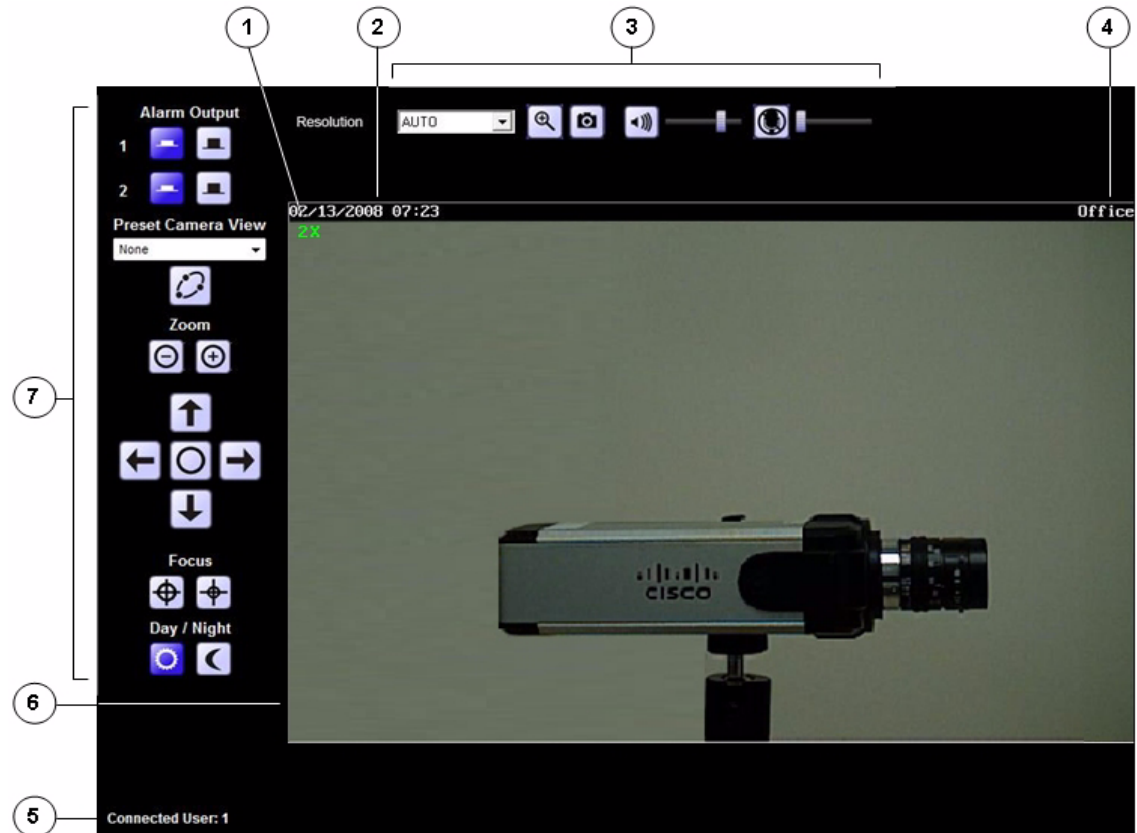 1
2
3
4
Alarm Output
1
2
Resolution
AUTO
Preset Camera View
None
02/13/2008 07:23
Office
2X
Zoom
7
Focus
Day / Night
CISCO
6
5
Connected User: 1